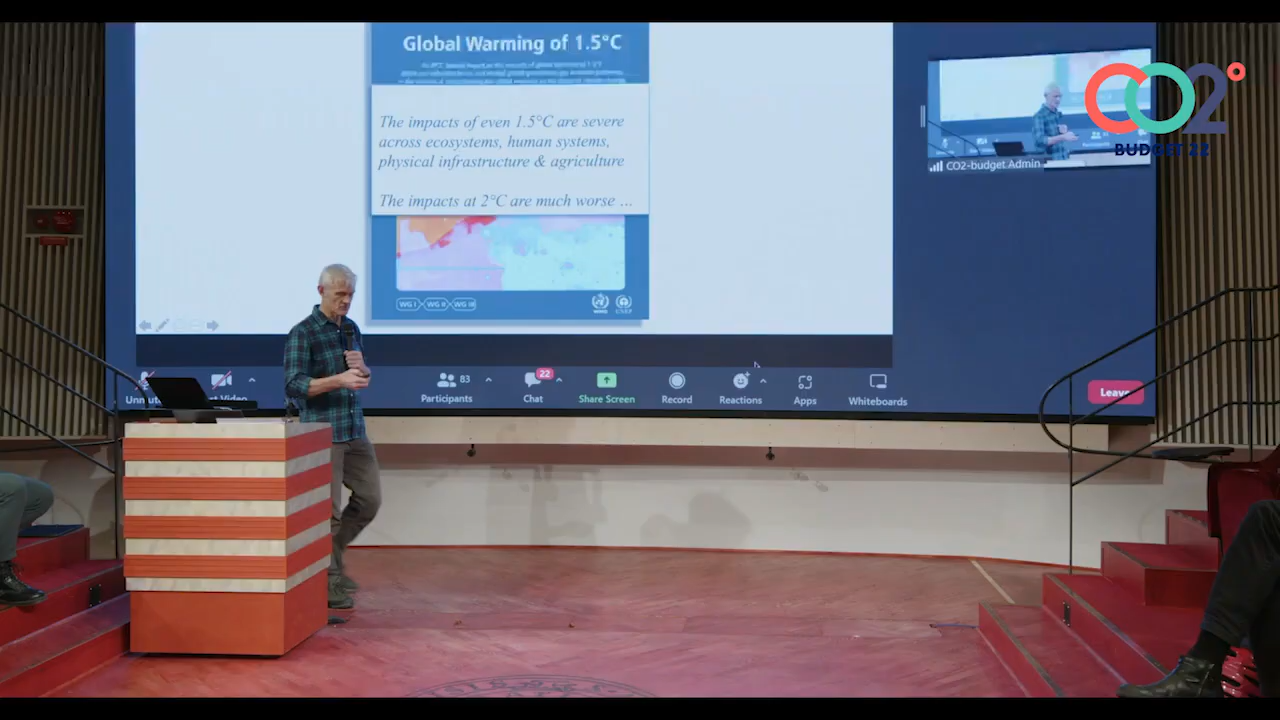 Global Warming of 1.5°C
The impacts of even 1.5°C are severe
across ecosystems, human systems,
physical infrastructure & agriculture
The impacts at 2°C are much worse …
WG I
WG II
WG III
WMO
UNEP
CO2°
BUDGET 22
CO2-budget Admin
83
22
Participants
Chat
Share Screen
Record
Reactions
Apps
Whiteboards
Leave